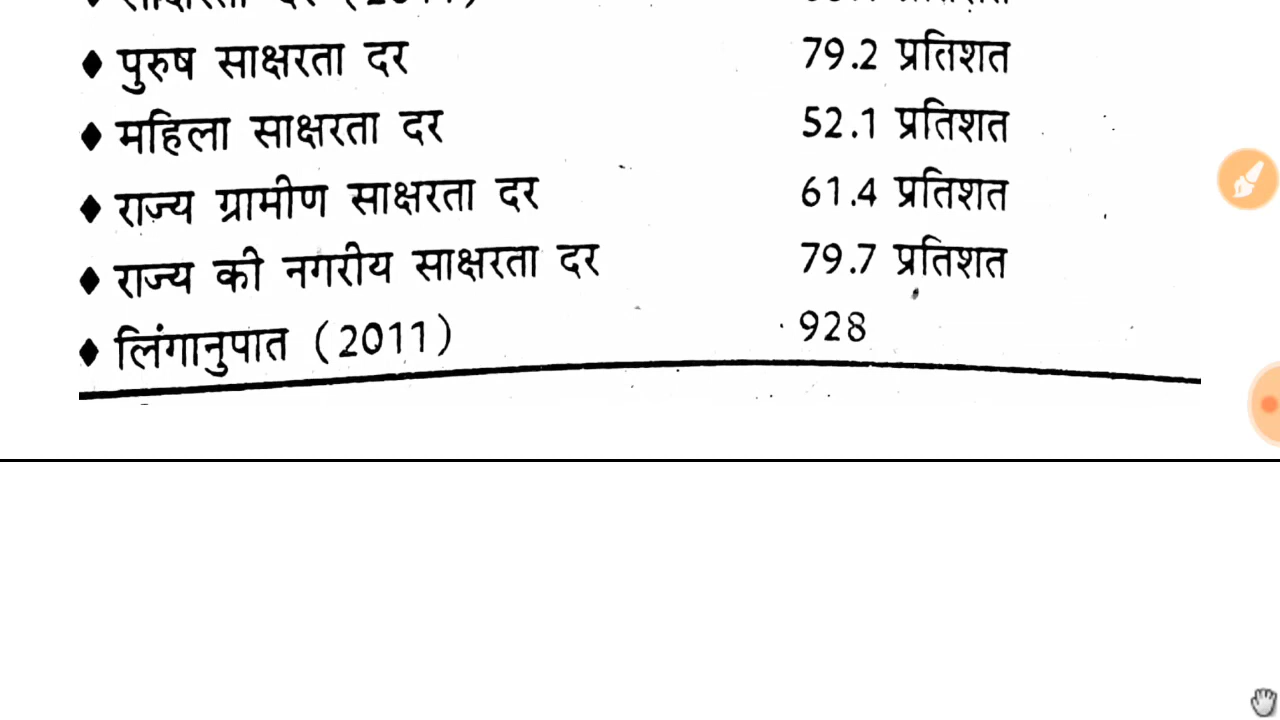 ♦ पुरुष साक्षरता दर 79.2 प्रतिशत
♦ महिला साक्षरता दर 52.1 प्रतिशत
♦ राज्य ग्रामीण साक्षरता दर 61.4 प्रतिशत
♦ राज्य की नगरीय साक्षरता दर 79.7 प्रतिशत
♦ लिंगानुपात (2011) 928